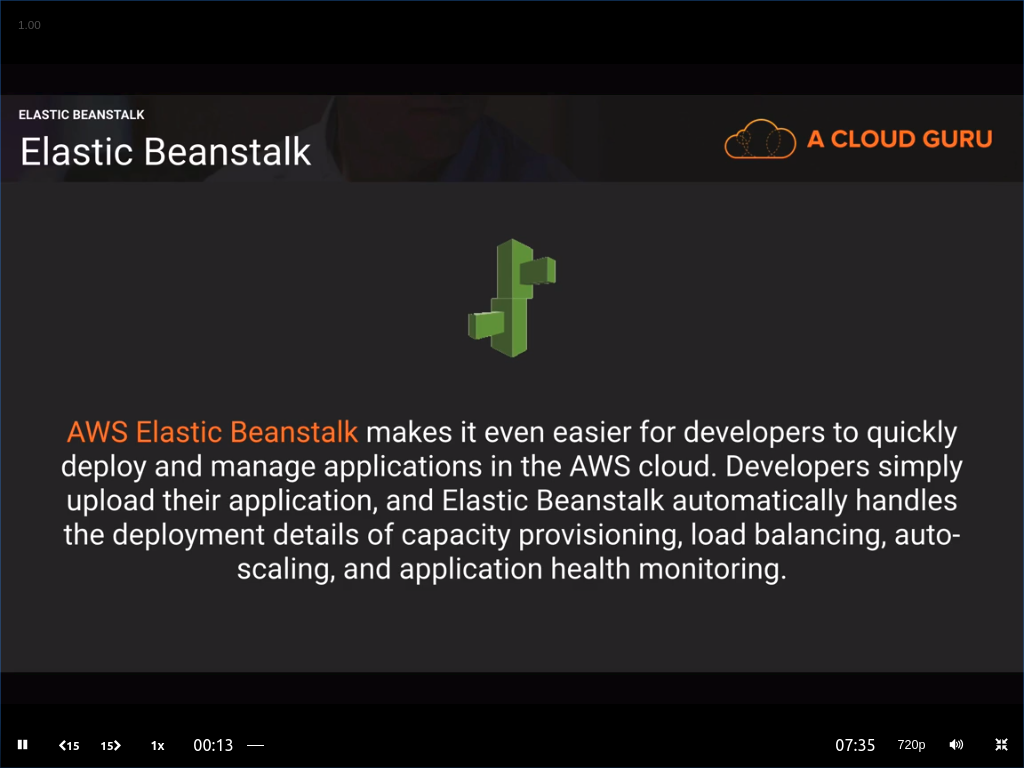 1.00
ELASTIC BEANSTALK
Elastic Beanstalk
A CLOUD GURU
AWS Elastic Beanstalk makes it even easier for developers to quickly
deploy and manage applications in the AWS cloud. Developers simply
upload their application, and Elastic Beanstalk automatically handles
the deployment details of capacity provisioning, load balancing, auto-
scaling, and application health monitoring.
15 15 1x 00:13 07:35 720p